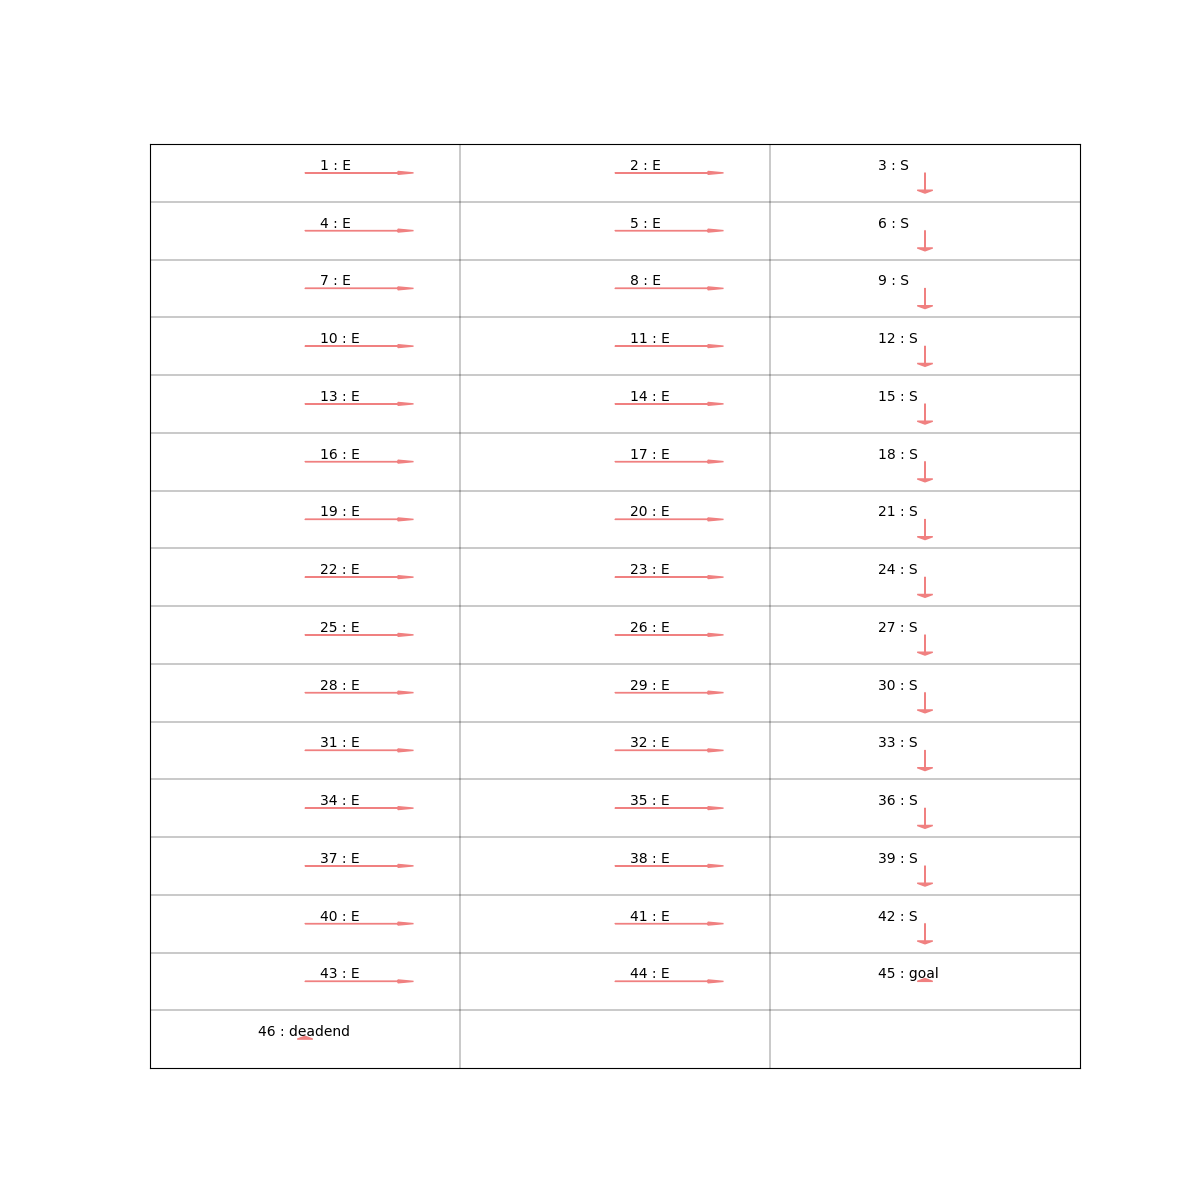 1 : E 2 : E 3 : S
4 : E 5 : E 6 : S
7 : E 8 : E 9 : S
10 : E 11 : E 12 : S
13 : E 14 : E 15 : S
16 : E 17 : E 18 : S
19 : E 20 : E 21 : S
22 : E 23 : E 24 : S
25 : E 26 : E 27 : S
28 : E 29 : E 30 : S
31 : E 32 : E 33 : S
34 : E 35 : E 36 : S
37 : E 38 : E 39 : S
40 : E 41 : E 42 : S
43 : E 44 : E 45 : goal
46 : deadend